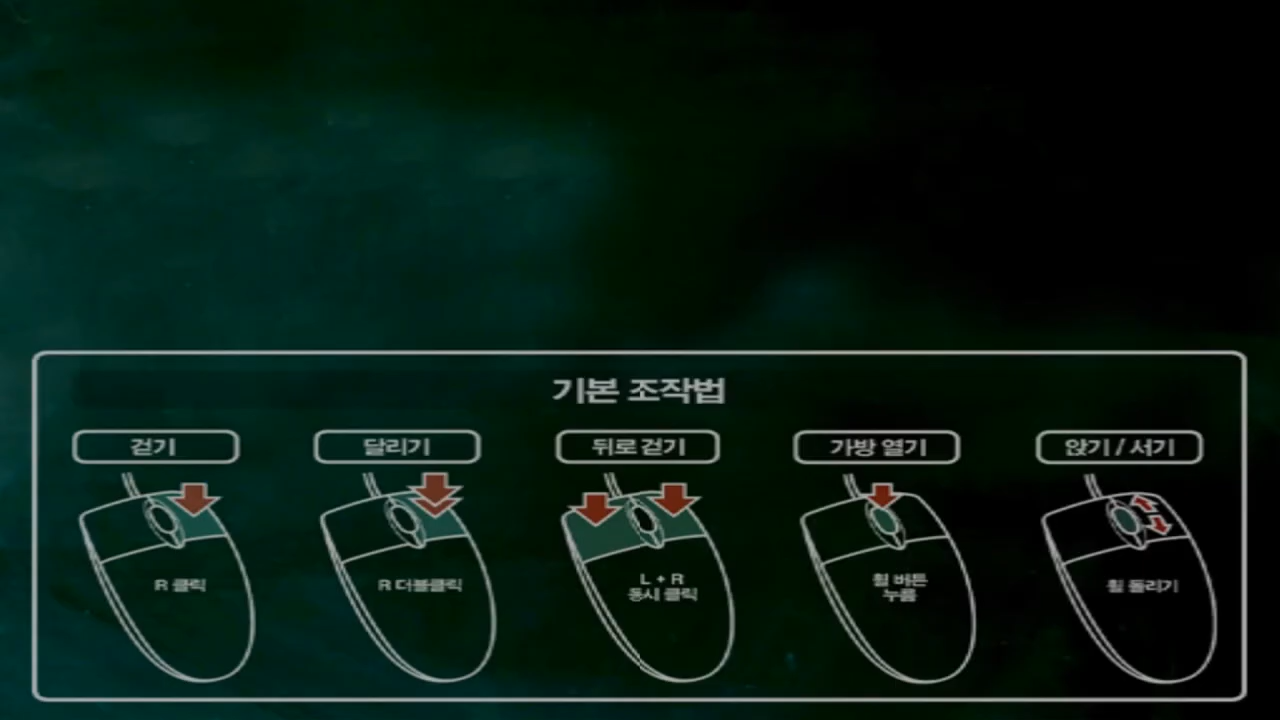 기본 조작법
걷기
달리기
뒤로 걷기
가방 열기
앉기 / 서기
R 클릭
R 더블클릭
L + R
동시 클릭
휠 버튼
누름
휠 돌리기